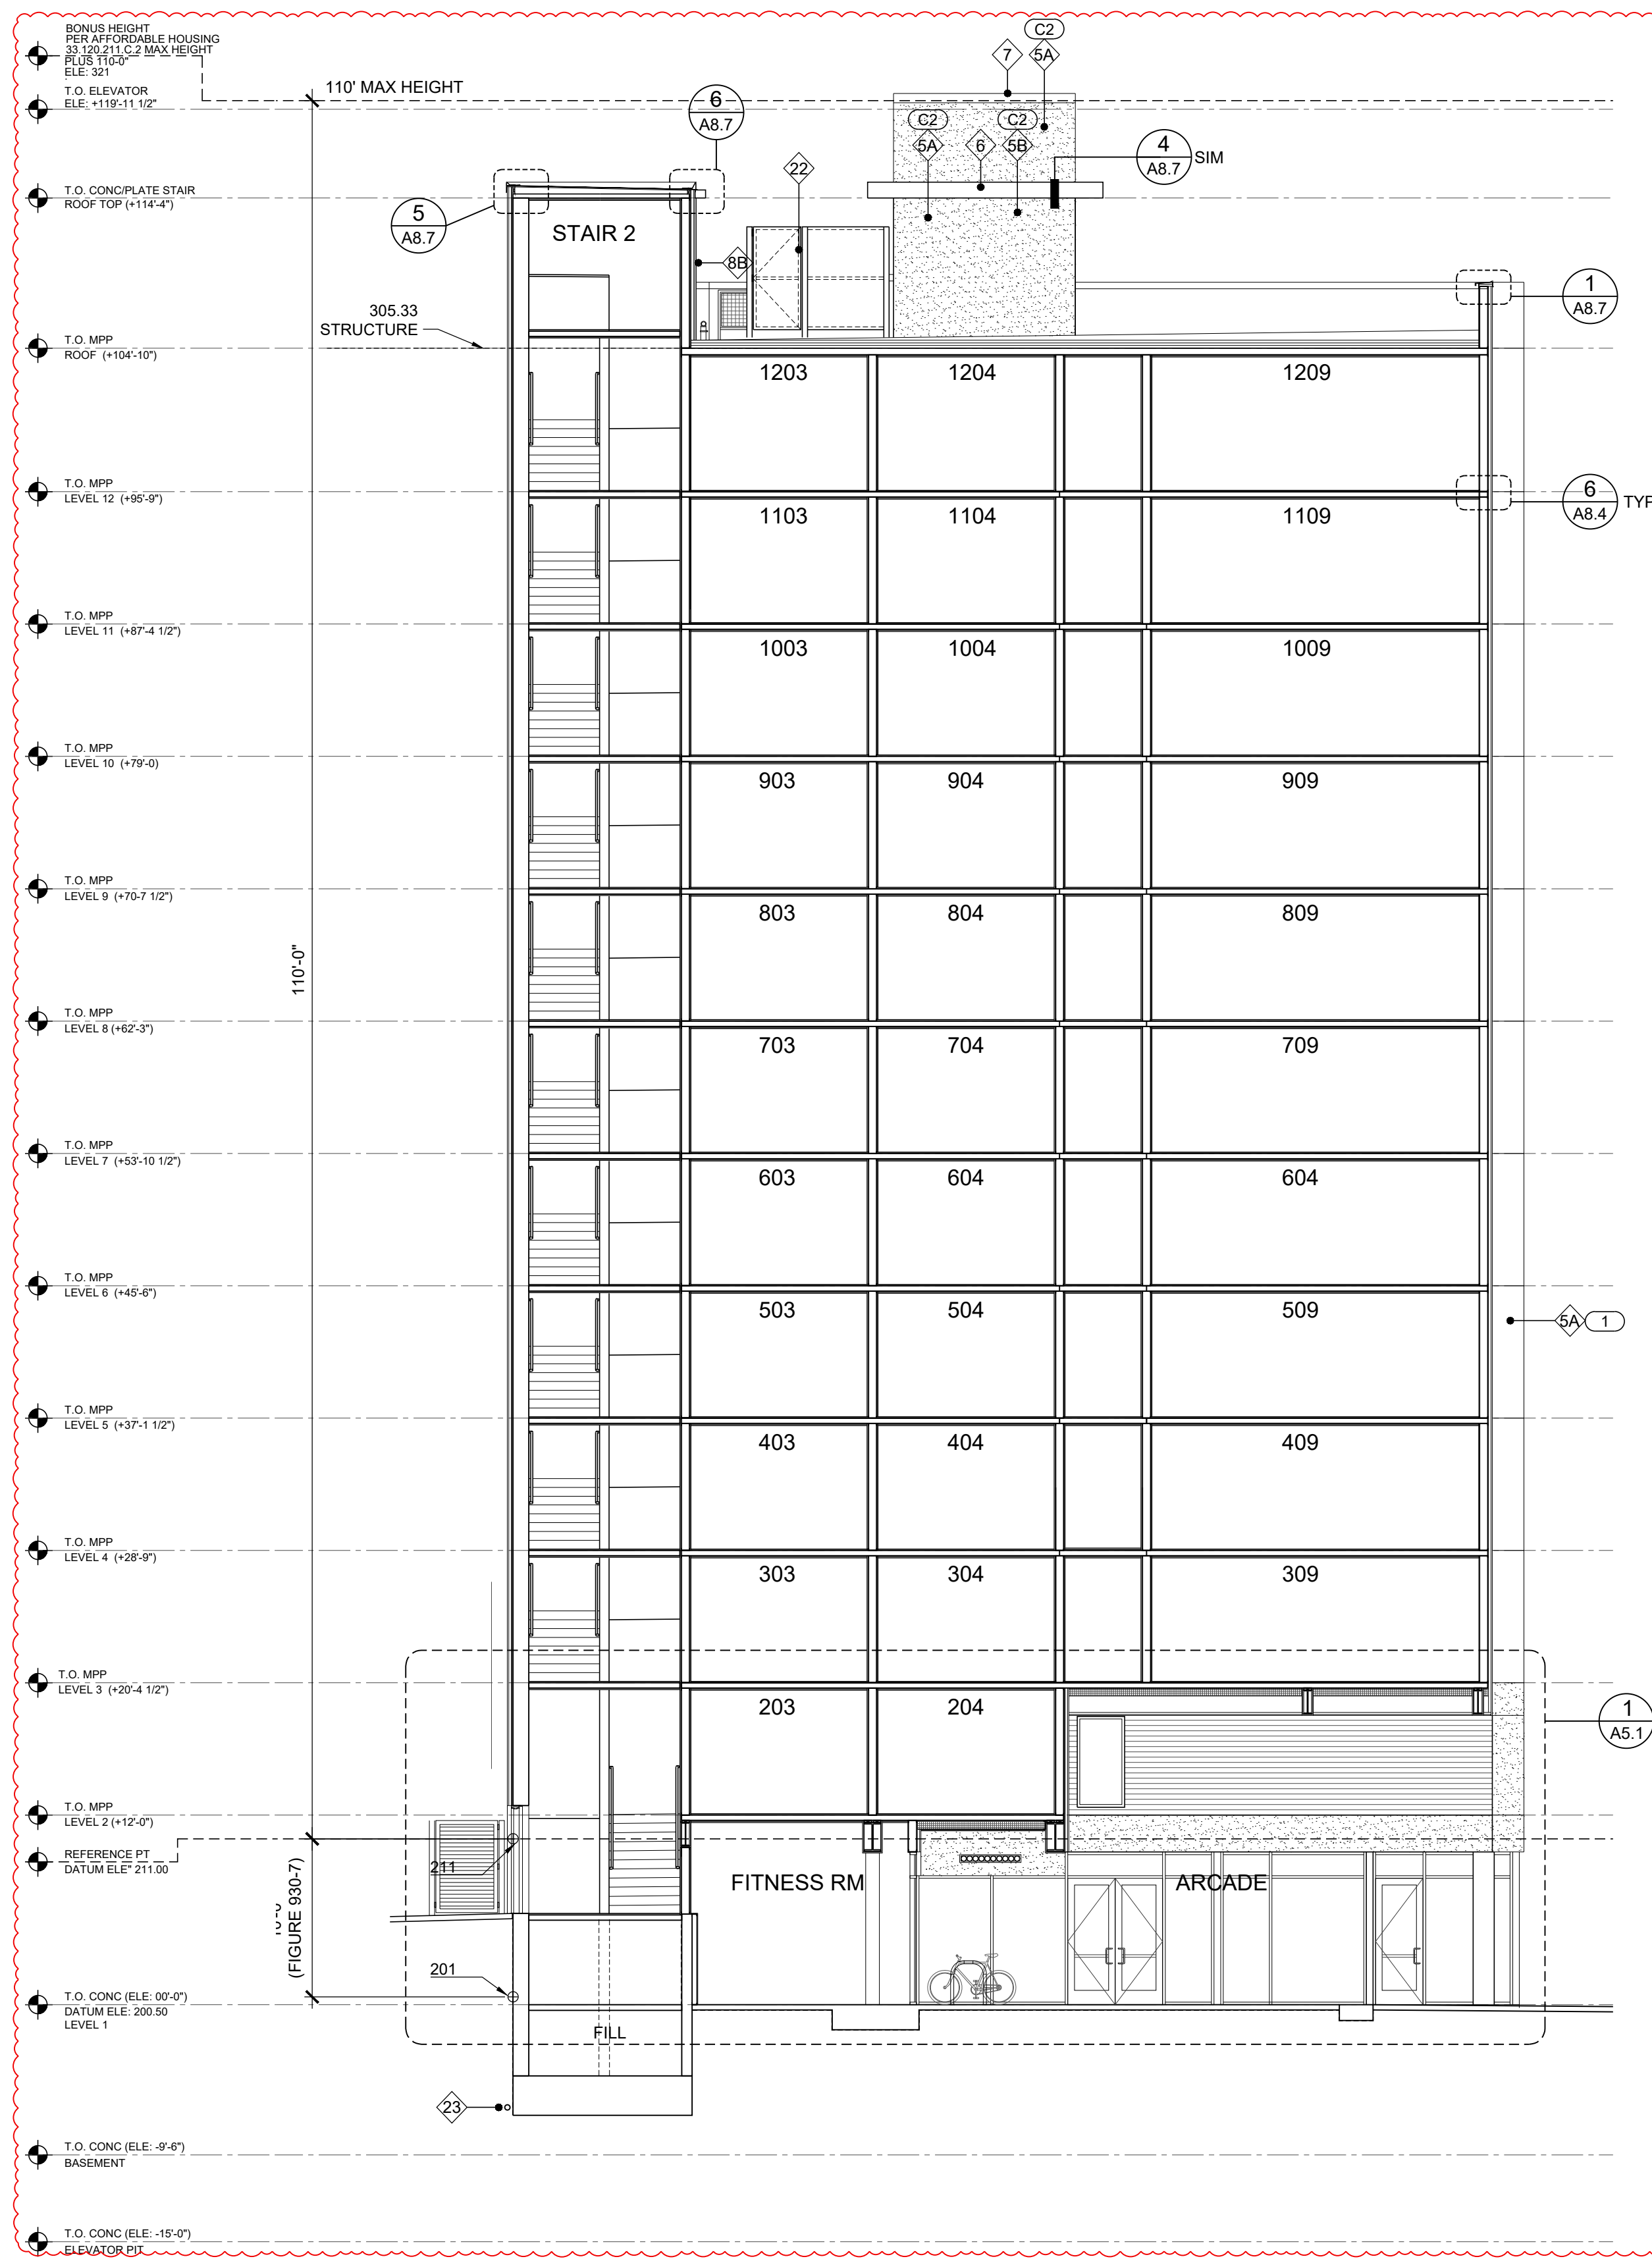 BONUS HEIGHT
PER AFFORDABLE HOUSING
33.120.211.C.2 MAX HEIGHT
PLUS 110-0"
ELE: 321
T.O. ELEVATOR
ELE: +119'-11 1/2"
110' MAX HEIGHT
C2
7
5A
6
A8.7
C2
C2
5A
6
5B
4
A8.7
SIM
22
T.O. CONC/PLATE STAIR
ROOF TOP (+114'-4")
5
A8.7
STAIR 2
8B
305.33
STRUCTURE
1
A8.7
T.O. MPP
ROOF (+104'-10")
1203
1204
1209
T.O. MPP
LEVEL 12 (+95'-9")
6
A8.4
1103
1104
1109
T.O. MPP
LEVEL 11 (+87'-4 1/2")
1003
1004
1009
T.O. MPP
LEVEL 10 (+79'-0)
903
904
909
T.O. MPP
LEVEL 9 (+70-7 1/2")
803
804
809
110'-0"
T.O. MPP
LEVEL 8 (+62'-3")
703
704
709
T.O. MPP
LEVEL 7 (+53'-10 1/2")
603
604
604
T.O. MPP
LEVEL 6 (+45'-6")
503
504
509
5A
1
T.O. MPP
LEVEL 5 (+37'-1 1/2")
403
404
409
T.O. MPP
LEVEL 4 (+28'-9")
303
304
309
T.O. MPP
LEVEL 3 (+20'-4 1/2")
203
204
1
A5.1
T.O. MPP
LEVEL 2 (+12'-0")
REFERENCE PT
DATUM ELE" 211.00
211
(FIGURE 930-7)
FITNESS RM
ARCADE
201
T.O. CONC (ELE: 00'-0")
DATUM ELE: 200.50
LEVEL 1
FILL
23
T.O. CONC (ELE: -9'-6")
BASEMENT
T.O. CONC (ELE: -15'-0")
ELEVATOR PIT